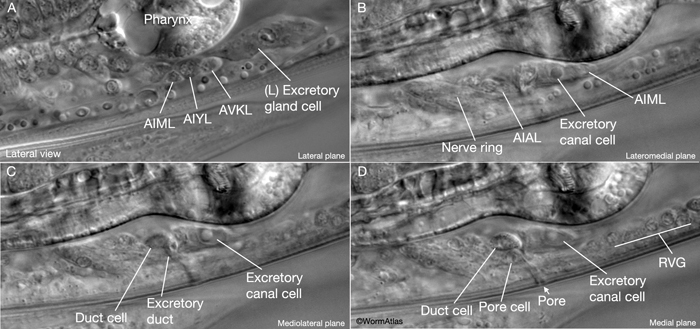 A
Pharynx
AIML
AIYL
AVKL
(L) Excretory
gland cell
Lateral view
Lateral plane
B
AIML
Nerve ring
AIAL
Excretory
canal cell
Lateromedial plane
C
Duct cell
Excretory
duct
Excretory
canal cell
Mediolateral plane
D
Duct cell
Pore cell
Pore
Excretory
canal cell
RVG
©WormAtlas
Medial plane